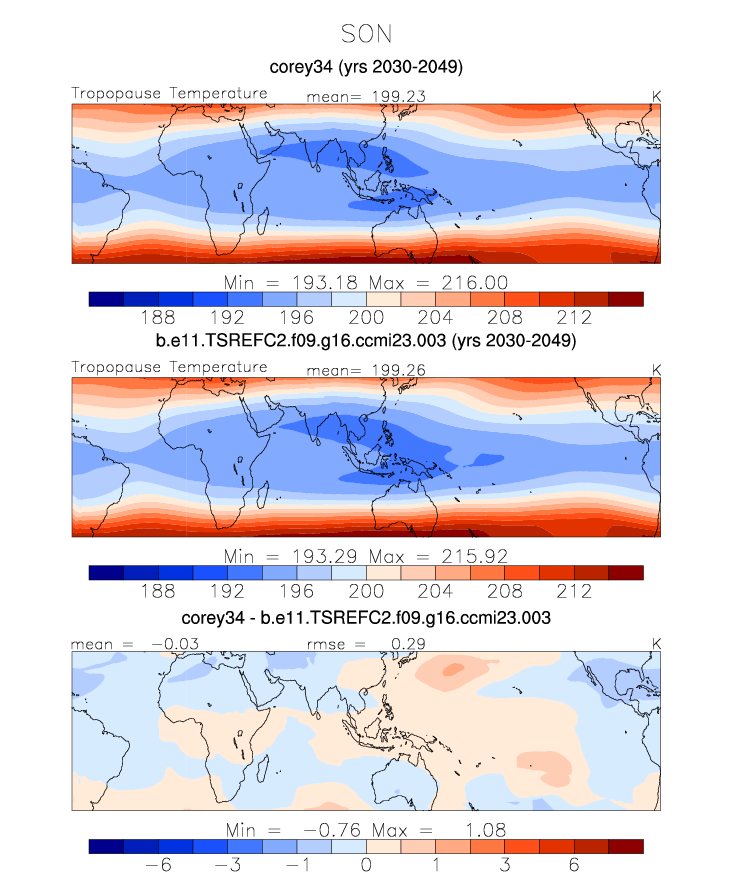 SON
corey34 (yrs 2030-2049)
Tropopause Temperature mean= 199.23 K
Min = 193.18 Max = 216.00
188 192 196 200 204 208 212
b.e11.TSREFC2.f09.g16.ccmi23.003 (yrs 2030-2049)
Tropopause Temperature mean= 199.26 K
Min = 193.29 Max = 215.92
188 192 196 200 204 208 212
corey34 - b.e11.TSREFC2.f09.g16.ccmi23.003
mean = -0.03 rmse = 0.29 K
Min = -0.76 Max = 1.08
-6 -3 -1 0 1 3 6